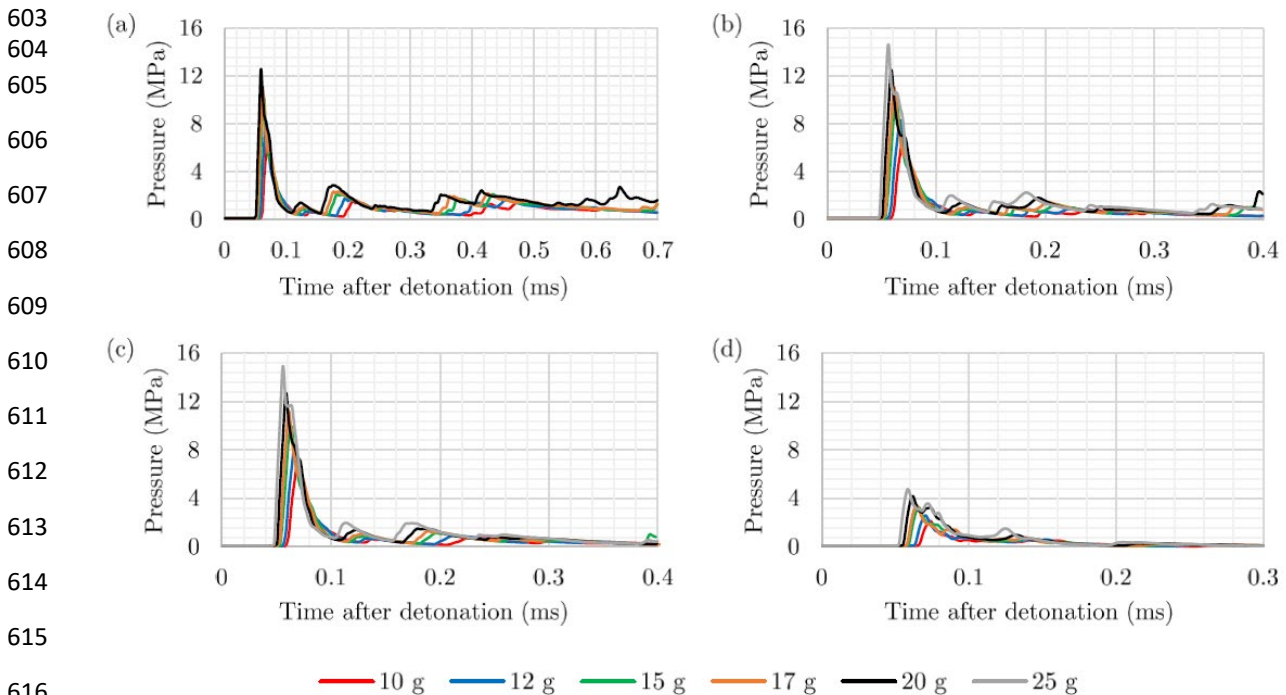 603
604
605
606
607
608
609
610
611
612
613
614
615
616
(a)
Pressure (MPa)
16
12
8
4
0
0 0.1 0.2 0.3 0.4 0.5 0.6 0.7
Time after detonation (ms)
(b)
Pressure (MPa)
16
12
8
4
0
0 0.1 0.2 0.3 0.4
Time after detonation (ms)
(c)
Pressure (MPa)
16
12
8
4
0
0 0.1 0.2 0.3 0.4
Time after detonation (ms)
(d)
Pressure (MPa)
16
12
8
4
0
0 0.1 0.2 0.3
Time after detonation (ms)
10 g 12 g 15 g 17 g 20 g 25 g